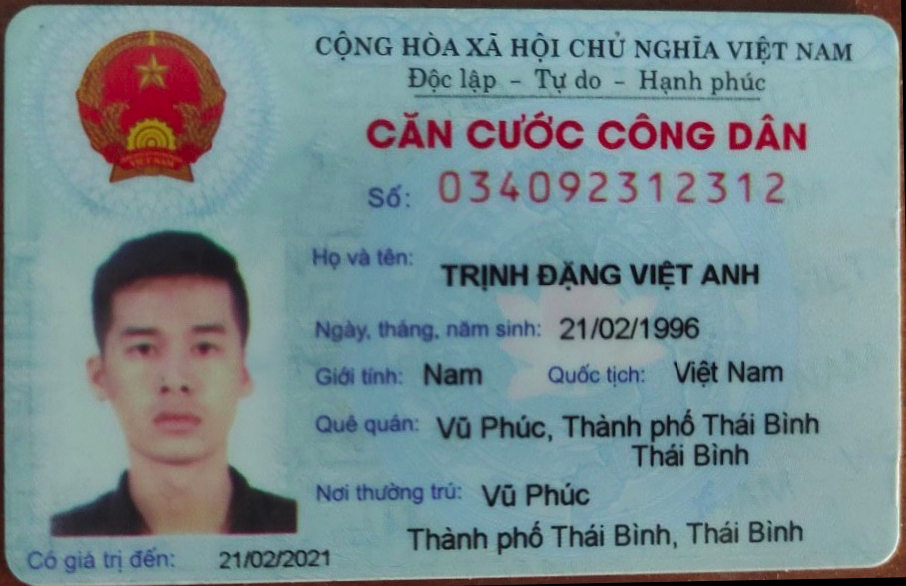 CỘNG HÒA XÃ HỘI CHỦ NGHĨA VIỆT NAM
Độc lập - Tự do - Hạnh phúc
CĂN CƯỚC CÔNG DÂN
Số: 034092312312
VIỆT NAM
Họ và tên: TRỊNH ĐẶNG VIỆT ANH
Ngày, tháng, năm sinh: 21/02/1996
Giới tính: Nam Quốc tịch: Việt Nam
Quê quán: Vũ Phúc, Thành phố Thái Bình
Thái Bình
Nơi thường trú: Vũ Phúc
Thành phố Thái Bình, Thái Bình
Có giá trị đến: 21/02/2021